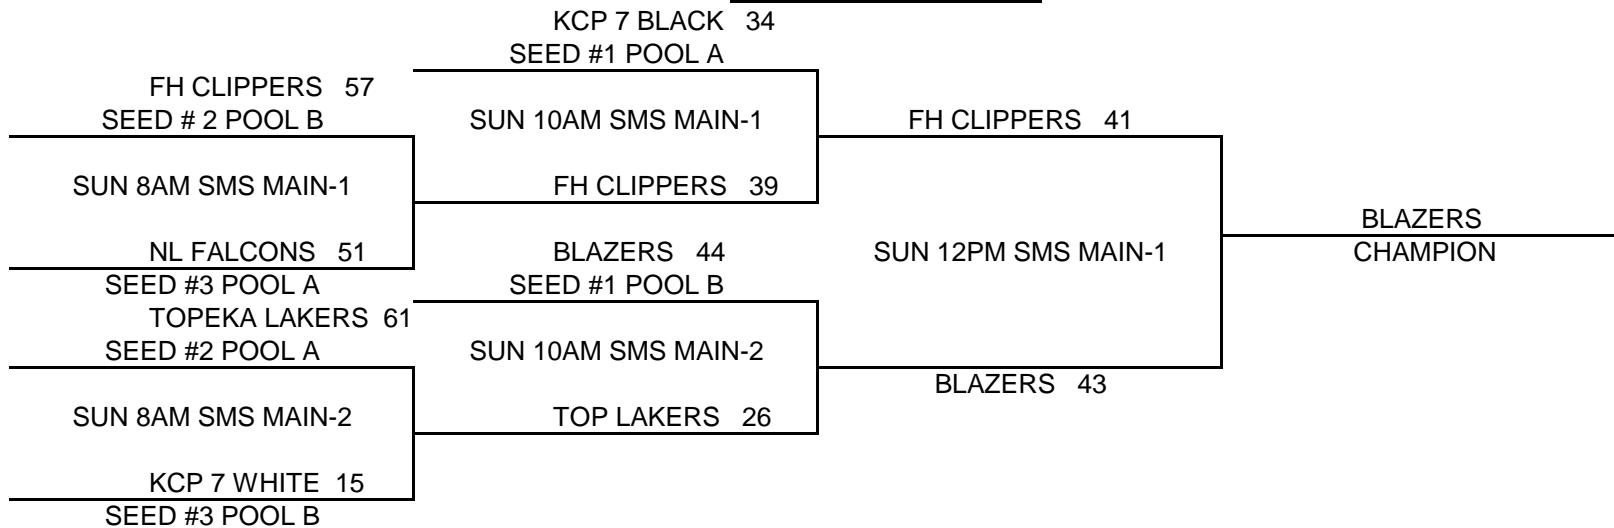 KCP 7 BLACK 34
SEED #1 POOL A
FH CLIPPERS 57
SEED # 2 POOL B
SUN 10AM SMS MAIN-1
FH CLIPPERS 41
SUN 8AM SMS MAIN-1
FH CLIPPERS 39
BLAZERS
NL FALCONS 51
BLAZERS 44
SUN 12PM SMS MAIN-1
CHAMPION
SEED #3 POOL A
SEED #1 POOL B
TOPEKA LAKERS 61
SEED #2 POOL A
SUN 10AM SMS MAIN-2
BLAZERS 43
SUN 8AM SMS MAIN-2
TOP LAKERS 26
KCP 7 WHITE 15
SEED #3 POOL B